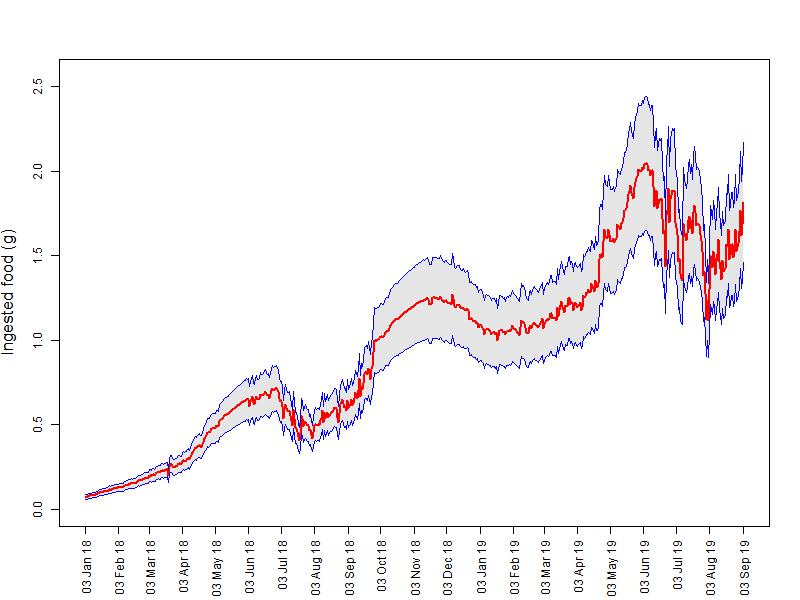 Ingested food (g)
2.5
2.0
1.5
1.0
0.5
0.0
03 Jan 18
03 Feb 18
03 Mar 18
03 Apr 18
03 May 18
03 Jun 18
03 Jul 18
03 Aug 18
03 Sep 18
03 Oct 18
03 Nov 18
03 Dec 18
03 Jan 19
03 Feb 19
03 Mar 19
03 Apr 19
03 May 19
03 Jun 19
03 Jul 19
03 Aug 19
03 Sep 19